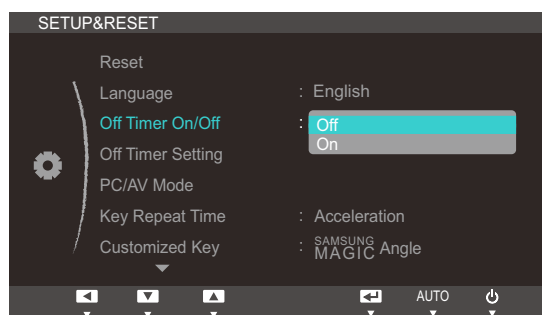 SETUP&RESET
Reset
Language : English
Off Timer On/Off : Off
On
Off Timer Setting
PC/AV Mode
Key Repeat Time : Acceleration
Customized Key : SAMSUNG MAGIC Angle
AUTO